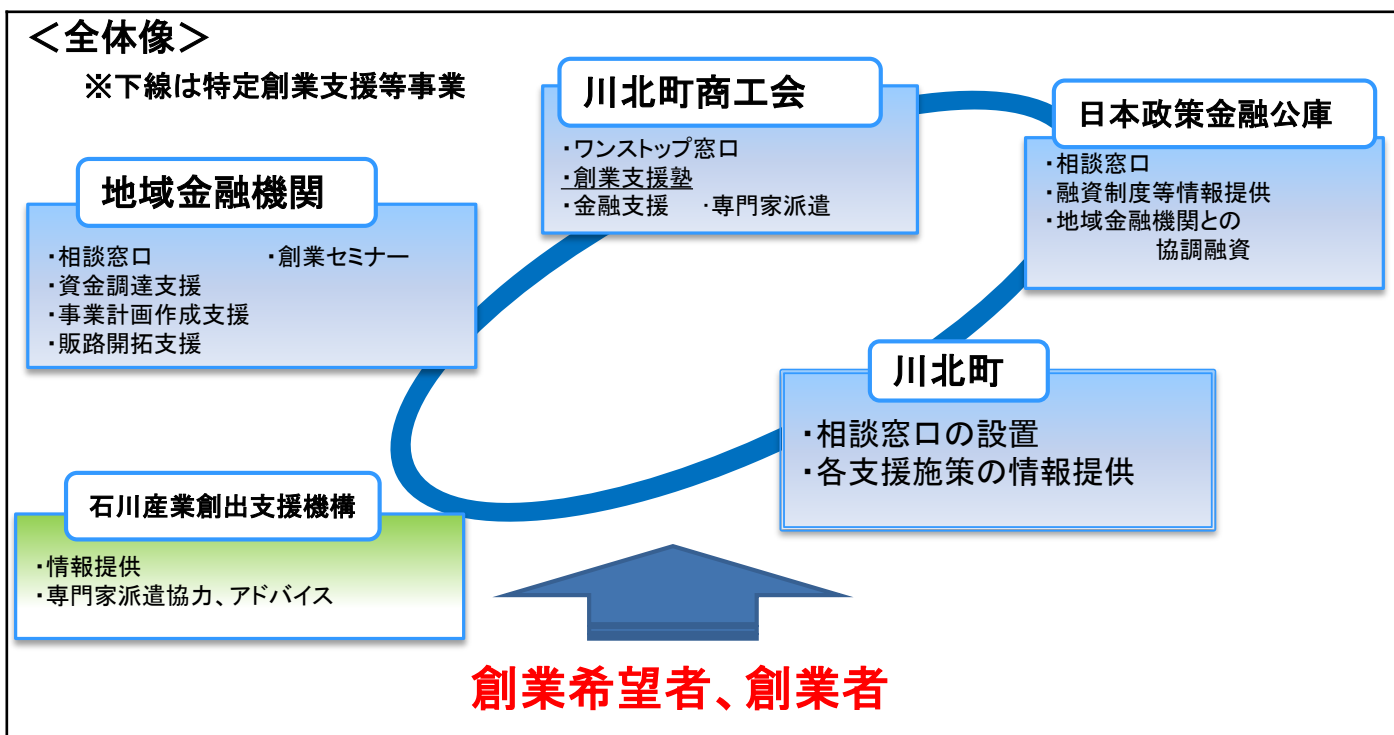 ＜全体像＞
※下線は特定創業支援等事業
川北町商工会
・ワンストップ窓口
・創業支援塾
・金融支援　・専門家派遣
日本政策金融公庫
・相談窓口
・融資制度等情報提供
・地域金融機関との
協調融資
地域金融機関
・相談窓口　・創業セミナー
・資金調達支援
・事業計画作成支援
・販路開拓支援
川北町
・相談窓口の設置
・各支援施策の情報提供
石川産業創出支援機構
・情報提供
・専門家派遣協力、アドバイス
創業希望者、創業者